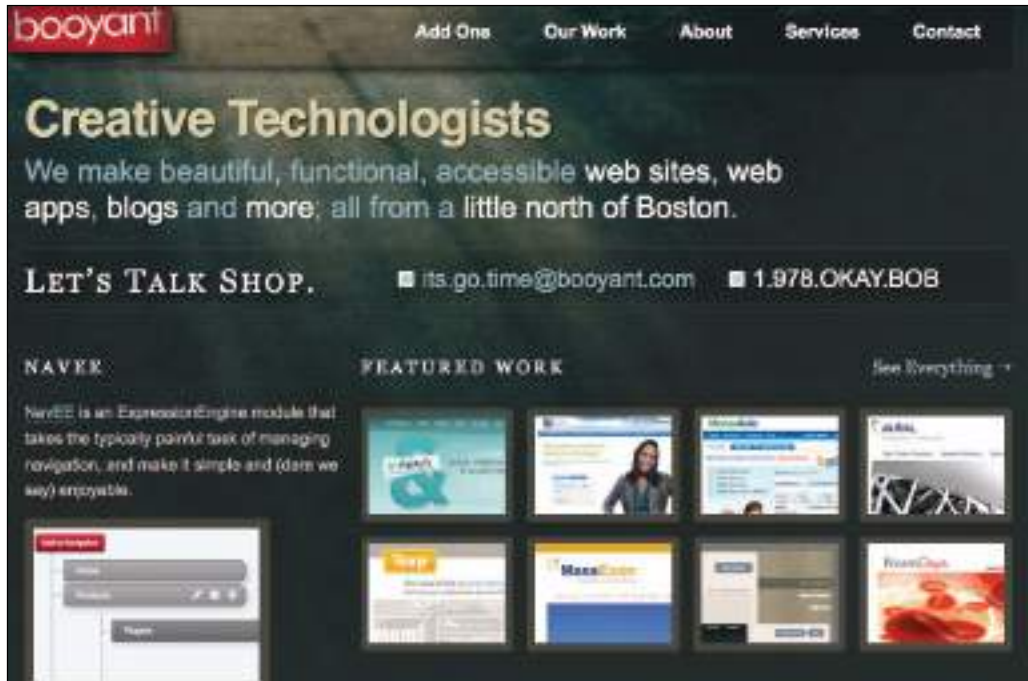 booyant
Add Ons Our Work About Services Contact
Creative Technologists
We make beautiful, functional, accessible web sites, web
apps, blogs and more; all from a little north of Boston.
LET'S TALK SHOP.
its.go.time@booyant.com 1.978.OKAY.BOB
NAVEE
FEATURED WORK
See Everything →
NavEE is an ExpressionEngine module that
takes the typically painful task of managing
navigation, and make it simple and (dare we
say) enjoyable.